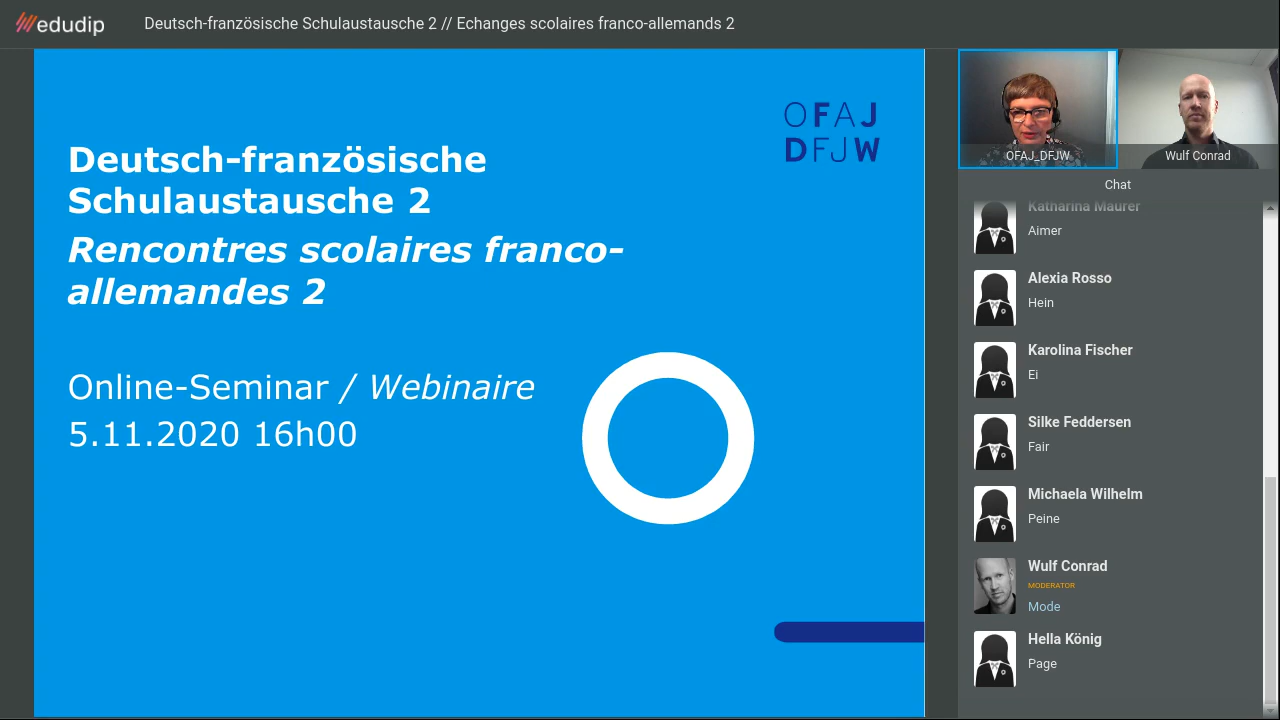 edudip
Deutsch-französische Schulaustausche 2 // Echanges scolaires franco-allemands 2
OFAJ
DFJW
Deutsch-französische
Schulaustausche 2
Rencontres scolaires franco-
allemandes 2
Online-Seminar / Webinaire
5.11.2020 16h00
OFAJ_DFJW
Wulf Conrad
Chat
Katharina Maurer
Aimer
Alexia Rosso
Hein
Karolina Fischer
Ei
Silke Feddersen
Fair
Michaela Wilhelm
Peine
Wulf Conrad
MODERATOR
Mode
Hella König
Page